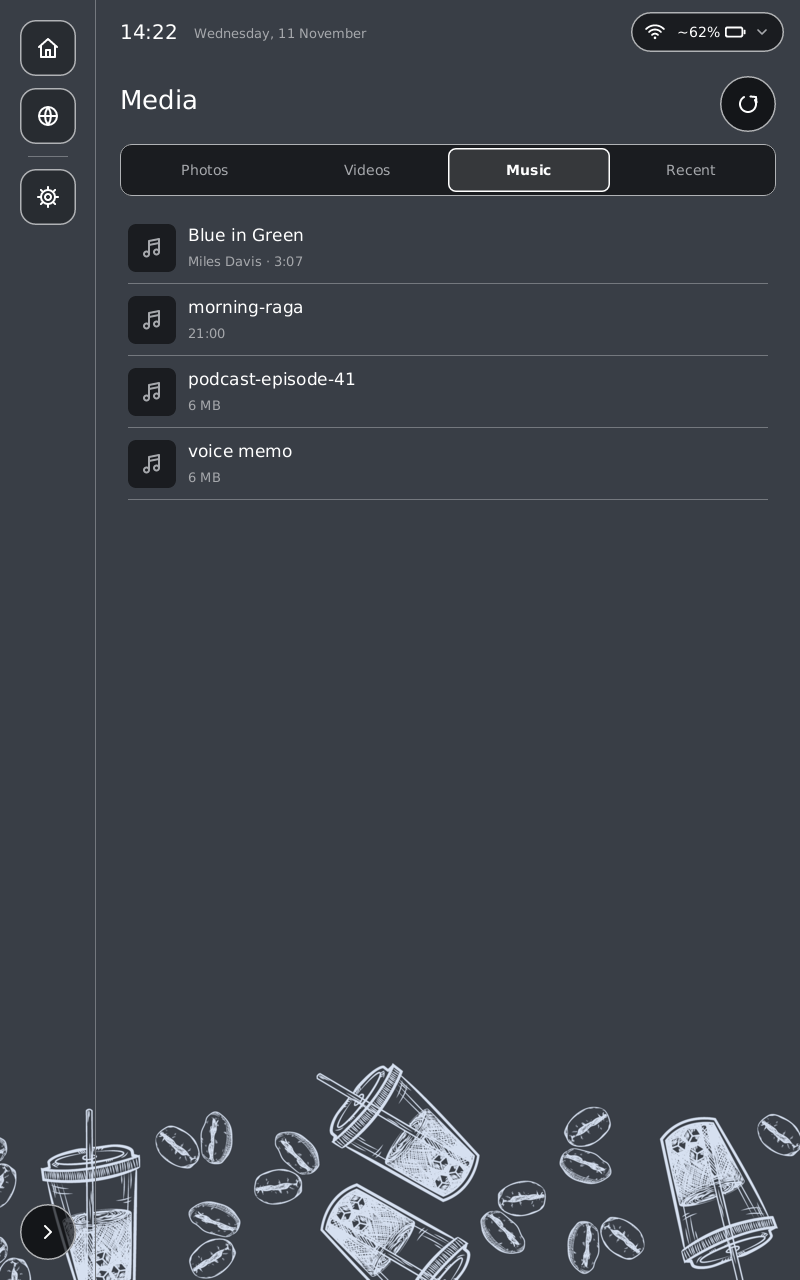 14:22 Wednesday, 11 November ~62%
Media
Photos Videos Music Recent
Blue in Green
Miles Davis · 3:07
morning-raga
21:00
podcast-episode-41
6 MB
voice memo
6 MB